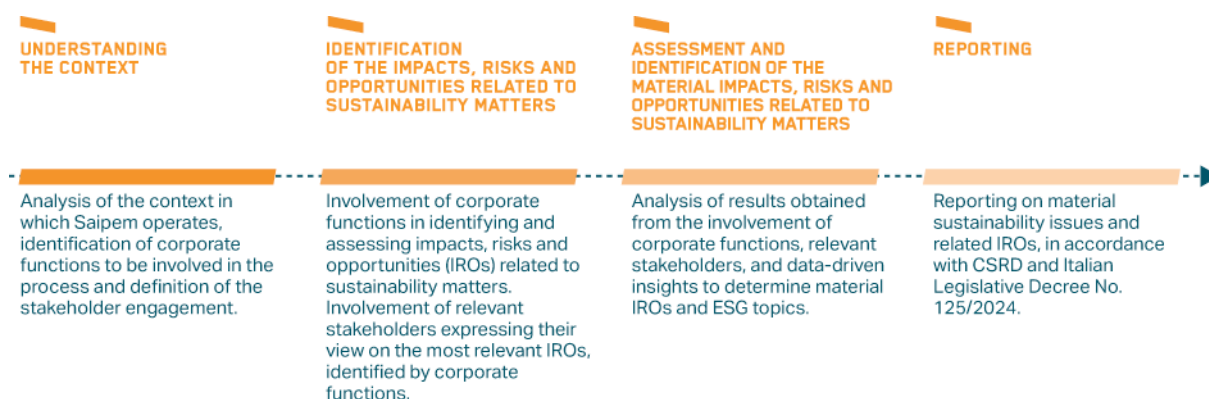 UNDERSTANDING
THE CONTEXT
Analysis of the context in
which Saipem operates,
identification of corporate
functions to be involved in the
process and definition of the
stakeholder engagement.
IDENTIFICATION
OF THE IMPACTS, RISKS AND
OPPORTUNITIES RELATED TO
SUSTAINABILITY MATTERS
Involvement of corporate
functions in identifying and
assessing impacts, risks and
opportunities (IROs) related to
sustainability matters.
Involvement of relevant
stakeholders expressing their
view on the most relevant IROs,
identified by corporate
functions.
ASSESSMENT AND
IDENTIFICATION OF THE
MATERIAL IMPACTS, RISKS AND
OPPORTUNITIES RELATED TO
SUSTAINABILITY MATTERS
Analysis of results obtained
from the involvement of
corporate functions, relevant
stakeholders, and data-driven
insights to determine material
IROs and ESG topics.
REPORTING
Reporting on material
sustainability issues and
related IROs, in accordance
with CSRD and Italian
Legislative Decree No.
125/2024.